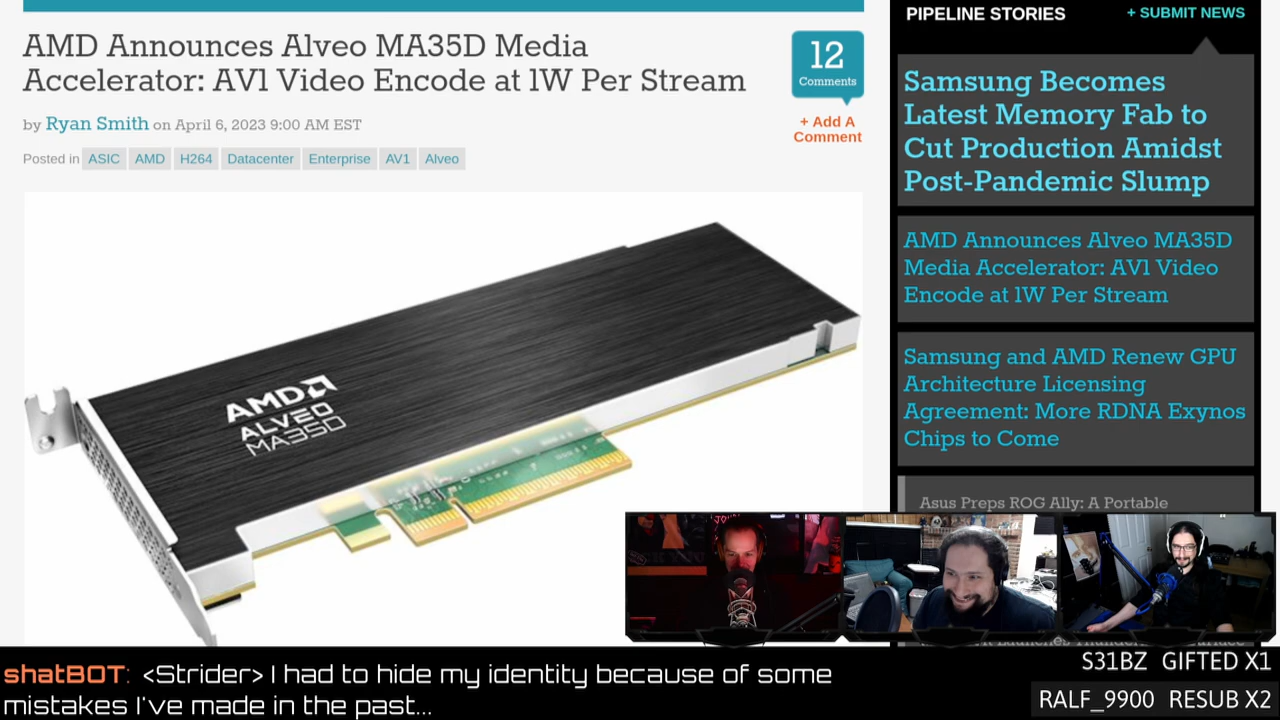 AMD Announces Alveo MA35D Media
Accelerator: AV1 Video Encode at 1W Per Stream
by Ryan Smith on April 6, 2023 9:00 AM EST
Posted in ASIC AMD H264 Datacenter Enterprise AV1 Alveo
12
Comments
+ Add A
Comment
AMD
ALVEO
MA35D
PIPELINE STORIES
+ SUBMIT NEWS
Samsung Becomes
Latest Memory Fab to
Cut Production Amidst
Post-Pandemic Slump
AMD Announces Alveo MA35D
Media Accelerator: AV1 Video
Encode at 1W Per Stream
Samsung and AMD Renew GPU
Architecture Licensing
Agreement: More RDNA Exynos
Chips to Come
Asus Preps ROG Ally: A Portable
shatBOT: <Strider> I had to hide my identity because of some
mistakes I've made in the past...
S31BZ GIFTED X1
RALF_9900 RESUB X2